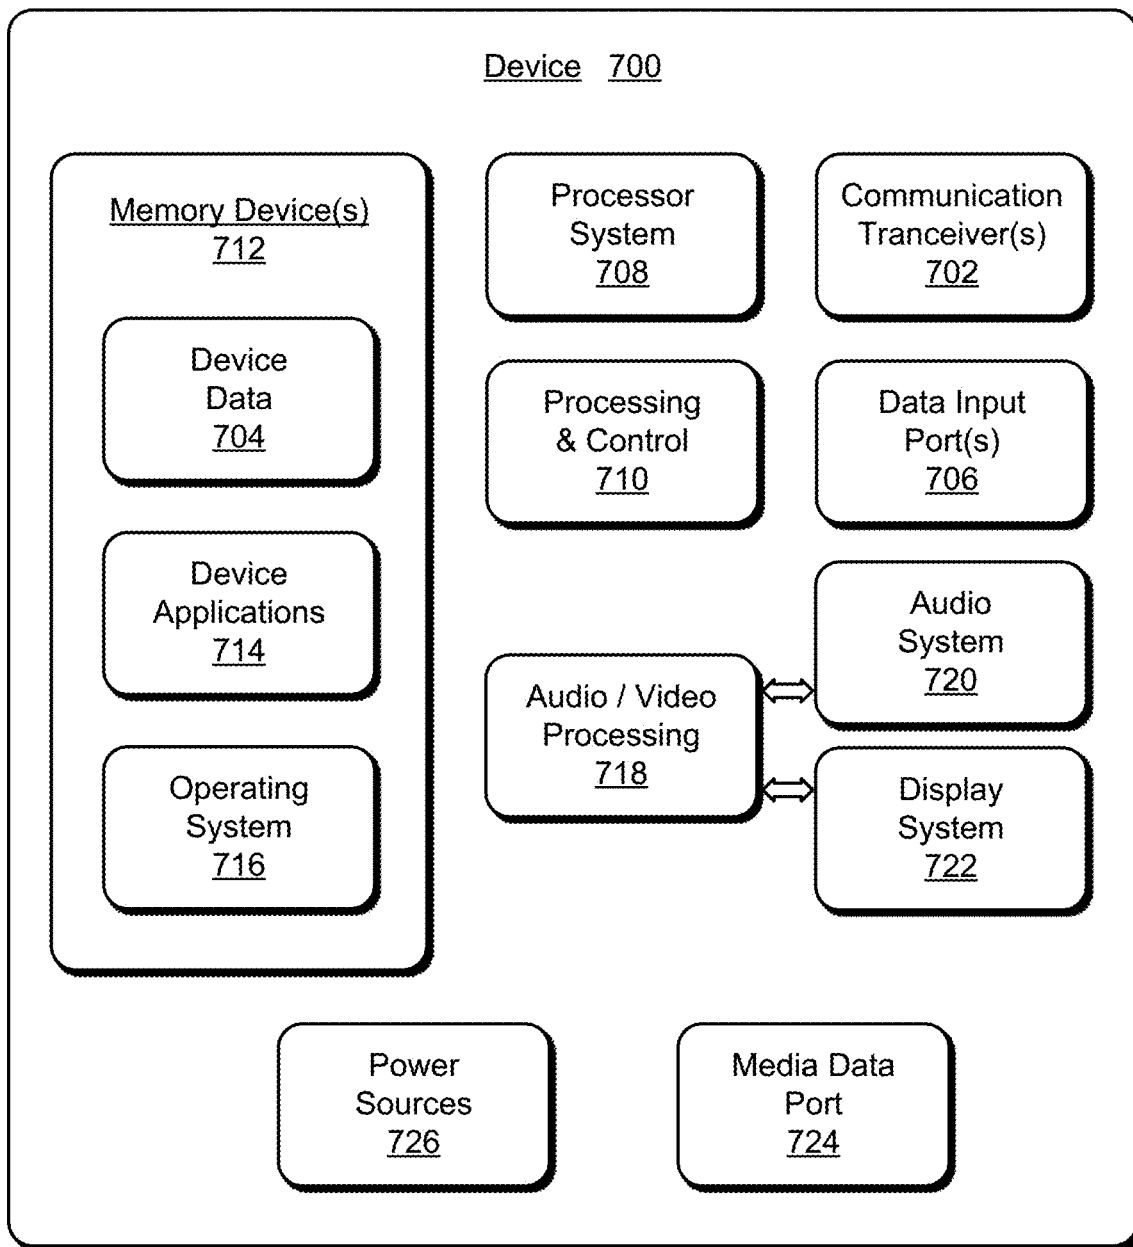 Device 700
Memory Device(s)
712
Device
Data
704
Device
Applications
714
Operating
System
716
Processor
System
708
Communication
Tranceiver(s)
702
Processing
& Control
710
Data Input
Port(s)
706
Audio / Video
Processing
718
Audio
System
720
Display
System
722
Power
Sources
726
Media Data
Port
724